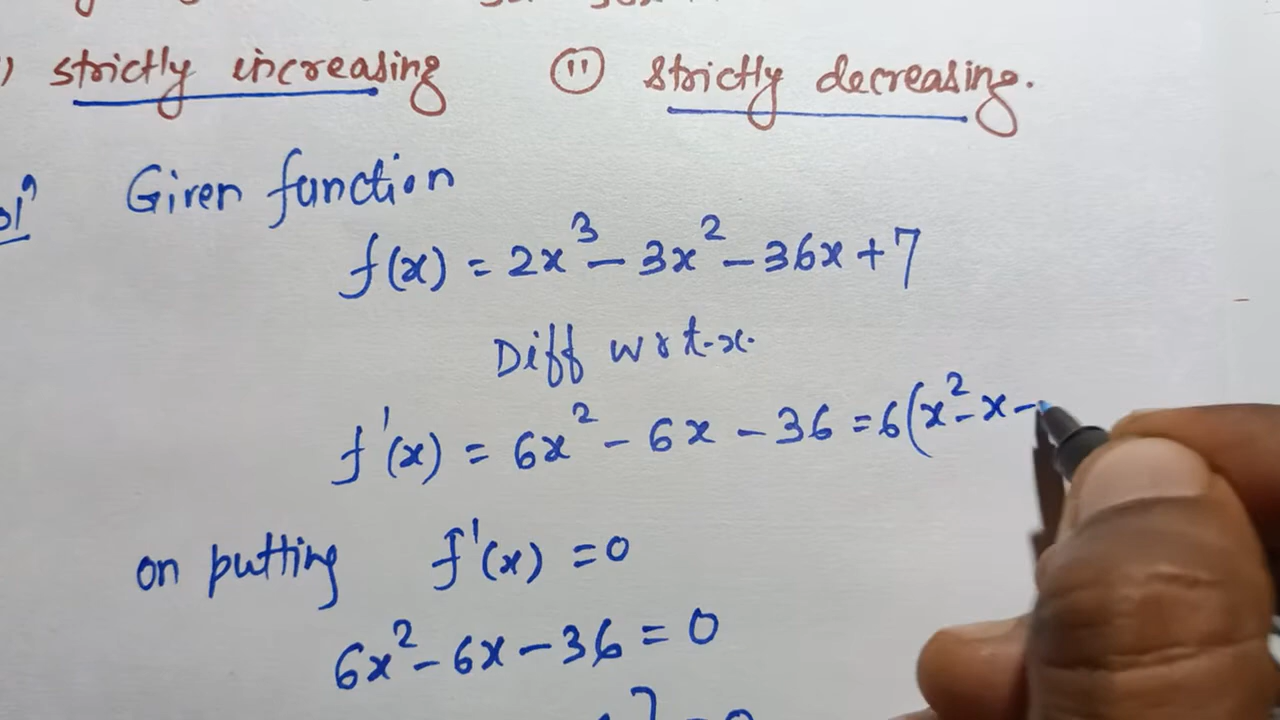 ) strictly increasing (ii) strictly decreasing.
Given function
f(x) = 2x³ - 3x² - 36x + 7
Diff w r t. x.
f'(x) = 6x² - 6x - 36 = 6(x² - x -
on putting f'(x) = 0
6x² - 6x - 36 = 0